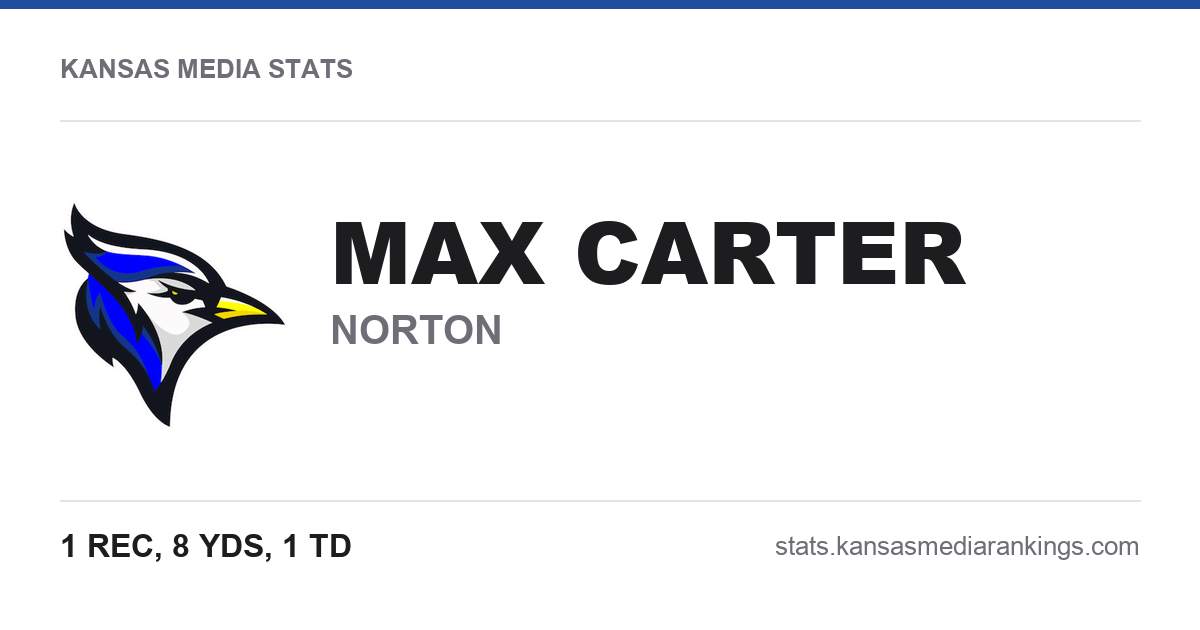 KANSAS MEDIA STATS
MAX CARTER
NORTON
1 REC, 8 YDS, 1 TD
stats.kansasmediarankings.com